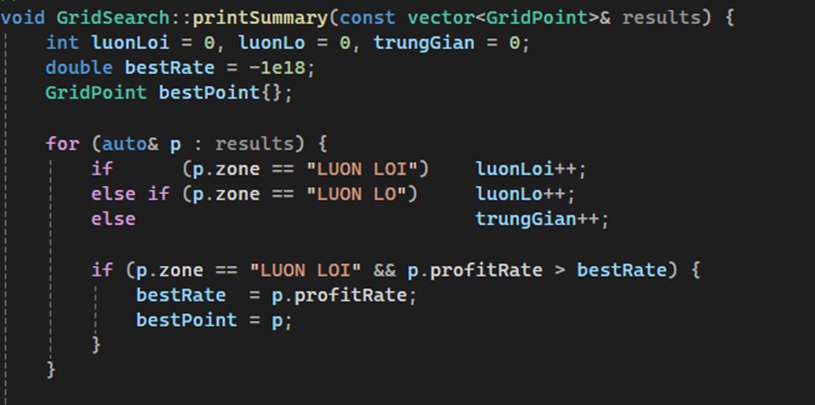 void GridSearch::printSummary(const vector<GridPoint>& results) {
    int luonLoi = 0, luonLo = 0, trungGian = 0;
    double bestRate = -1e18;
    GridPoint bestPoint{};

    for (auto& p : results) {
        if      (p.zone == "LUON LOI")    luonLoi++;
        else if (p.zone == "LUON LO")     luonLo++;
        else                              trungGian++;

        if (p.zone == "LUON LOI" && p.profitRate > bestRate) {
            bestRate  = p.profitRate;
            bestPoint = p;
        }
    }